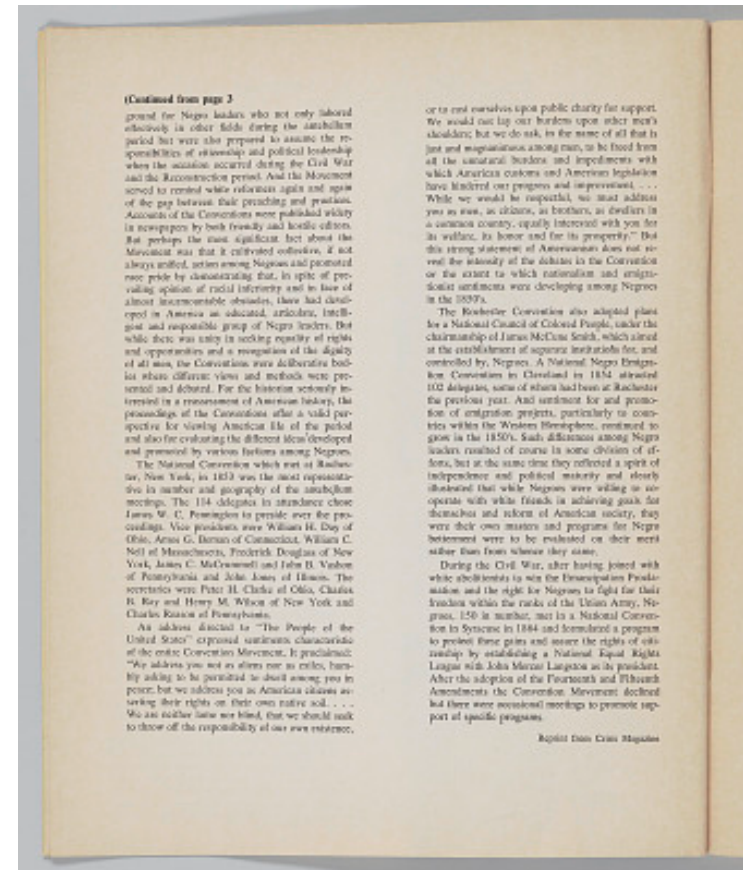 (Continued from page 3
ground for Negro leaders who not only labored
effectively in other fields during the antebellum
period but were also prepared to assume the re-
sponsibilities of citizenship and political leadership
when the occasion occurred during the Civil War
and the Reconstruction period. And the Movement
served to remind white reformers again and again
of the gap between their preaching and practices.
Accounts of the Conventions were published widely
in newspapers by both friendly and hostile editors.
But perhaps the most significant fact about the
Movement was that it cultivated collective, if not
always unified, action among Negroes and promoted
race pride by demonstrating that, in spite of pre-
vailing opinion of racial inferiority and in face of
almost insurmountable obstacles, there had devel-
oped in America an educated, articulate, intelli-
gent and responsible group of Negro leaders. But
while there was unity in seeking equality of rights
and opportunities and a recognition of the dignity
of all men, the Conventions were deliberative bod-
ies where different views and methods were pre-
sented and debated. For the historian seriously in-
terested in a reassessment of American history, the
proceedings of the Conventions offer a valid per-
spective for viewing American life of the period
and also for evaluating the different ideas developed
and promoted by various factions among Negroes.
The National Convention which met at Roches-
ter, New York, in 1853 was the most representa-
tive in number and geography of the antebellum
meetings. The 114 delegates in attendance chose
James W. C. Pennington to preside over the pro-
ceedings. Vice presidents were William H. Day of
Ohio, Amos G. Beman of Connecticut, William C.
Nell of Massachusetts, Frederick Douglass of New
York, James C. McCrummell and John B. Vashon
of Pennsylvania and John Jones of Illinois. The
secretaries were Peter H. Clarke of Ohio, Charles
B. Ray and Henry M. Wilson of New York and
Charles Reason of Pennsylvania.
An address directed to "The People of the
United States" expressed sentiments characteristic
of the entire Convention Movement. It proclaimed:
"We address you not as aliens nor as exiles, hum-
bly asking to be permitted to dwell among you in
peace; but we address you as American citizens as-
serting their rights on their own native soil. . . .
We are neither lame nor blind, that we should seek
to throw off the responsibility of our own existence,
or to cast ourselves upon public charity for support.
We would not lay our burdens upon other men's
shoulders; but we do ask, in the name of all that is
just and magnanimous among men, to be freed from
all the unnatural burdens and impediments with
which American customs and American legislation
have hindered our progress and improvement. . . .
While we would be respectful, we must address
you as men, as citizens, as brothers, as dwellers in
a common country, equally interested with you for
its welfare, its honor and for its prosperity." But
this strong statement of Americanism does not re-
veal the intensity of the debates in the Convention
or the extent to which nationalism and emigra-
tionist sentiments were developing among Negroes
in the 1850's.
The Rochester Convention also adopted plans
for a National Council of Colored People, under the
chairmanship of James McCune Smith, which aimed
at the establishment of separate institutions for, and
controlled by, Negroes. A National Negro Emigra-
tion Convention in Cleveland in 1854 attracted
102 delegates, some of whom had been at Rochester
the previous year. And sentiment for and promo-
tion of emigration projects, particularly to coun-
tries within the Western Hemisphere, continued to
grow in the 1850's. Such differences among Negro
leaders resulted of course in some division of ef-
forts, but at the same time they reflected a spirit of
independence and political maturity and clearly
illustrated that while Negroes were willing to co-
operate with white friends in achieving goals for
themselves and reform of American society, they
were their own masters and programs for Negro
betterment were to be evaluated on their merit
rather than from whence they came.
During the Civil War, after having joined with
white abolitionists to win the Emancipation Procla-
mation and the right for Negroes to fight for their
freedom within the ranks of the Union Army, Ne-
groes, 150 in number, met in a National Conven-
tion in Syracuse in 1864 and formulated a program
to protect these gains and assure the rights of citi-
zenship by establishing a National Equal Rights
League with John Mercer Langston as its president.
After the adoption of the Fourteenth and Fifteenth
Amendments the Convention Movement declined
but there were occasional meetings to promote sup-
port of specific programs.
Reprint from Crisis Magazine